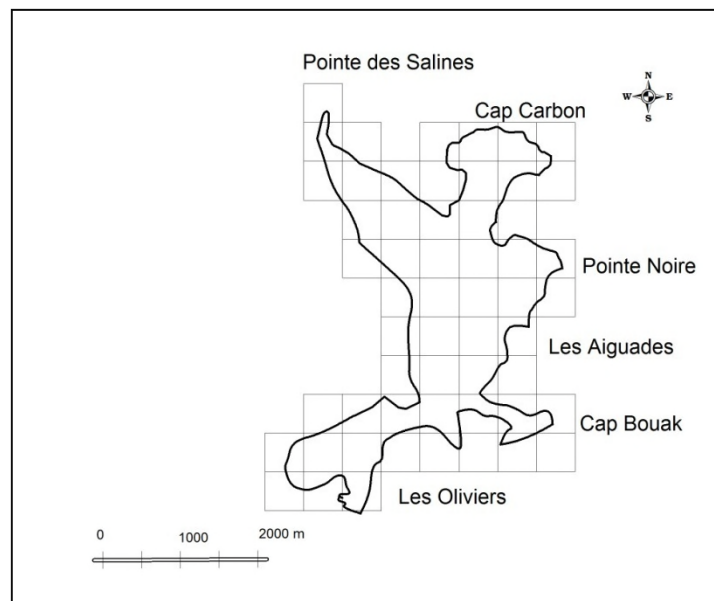 Pointe des Salines
Cap Carbon
N
W E
S
Pointe Noire
Les Aiguades
Cap Bouak
Les Oliviers
0 1000 2000 m